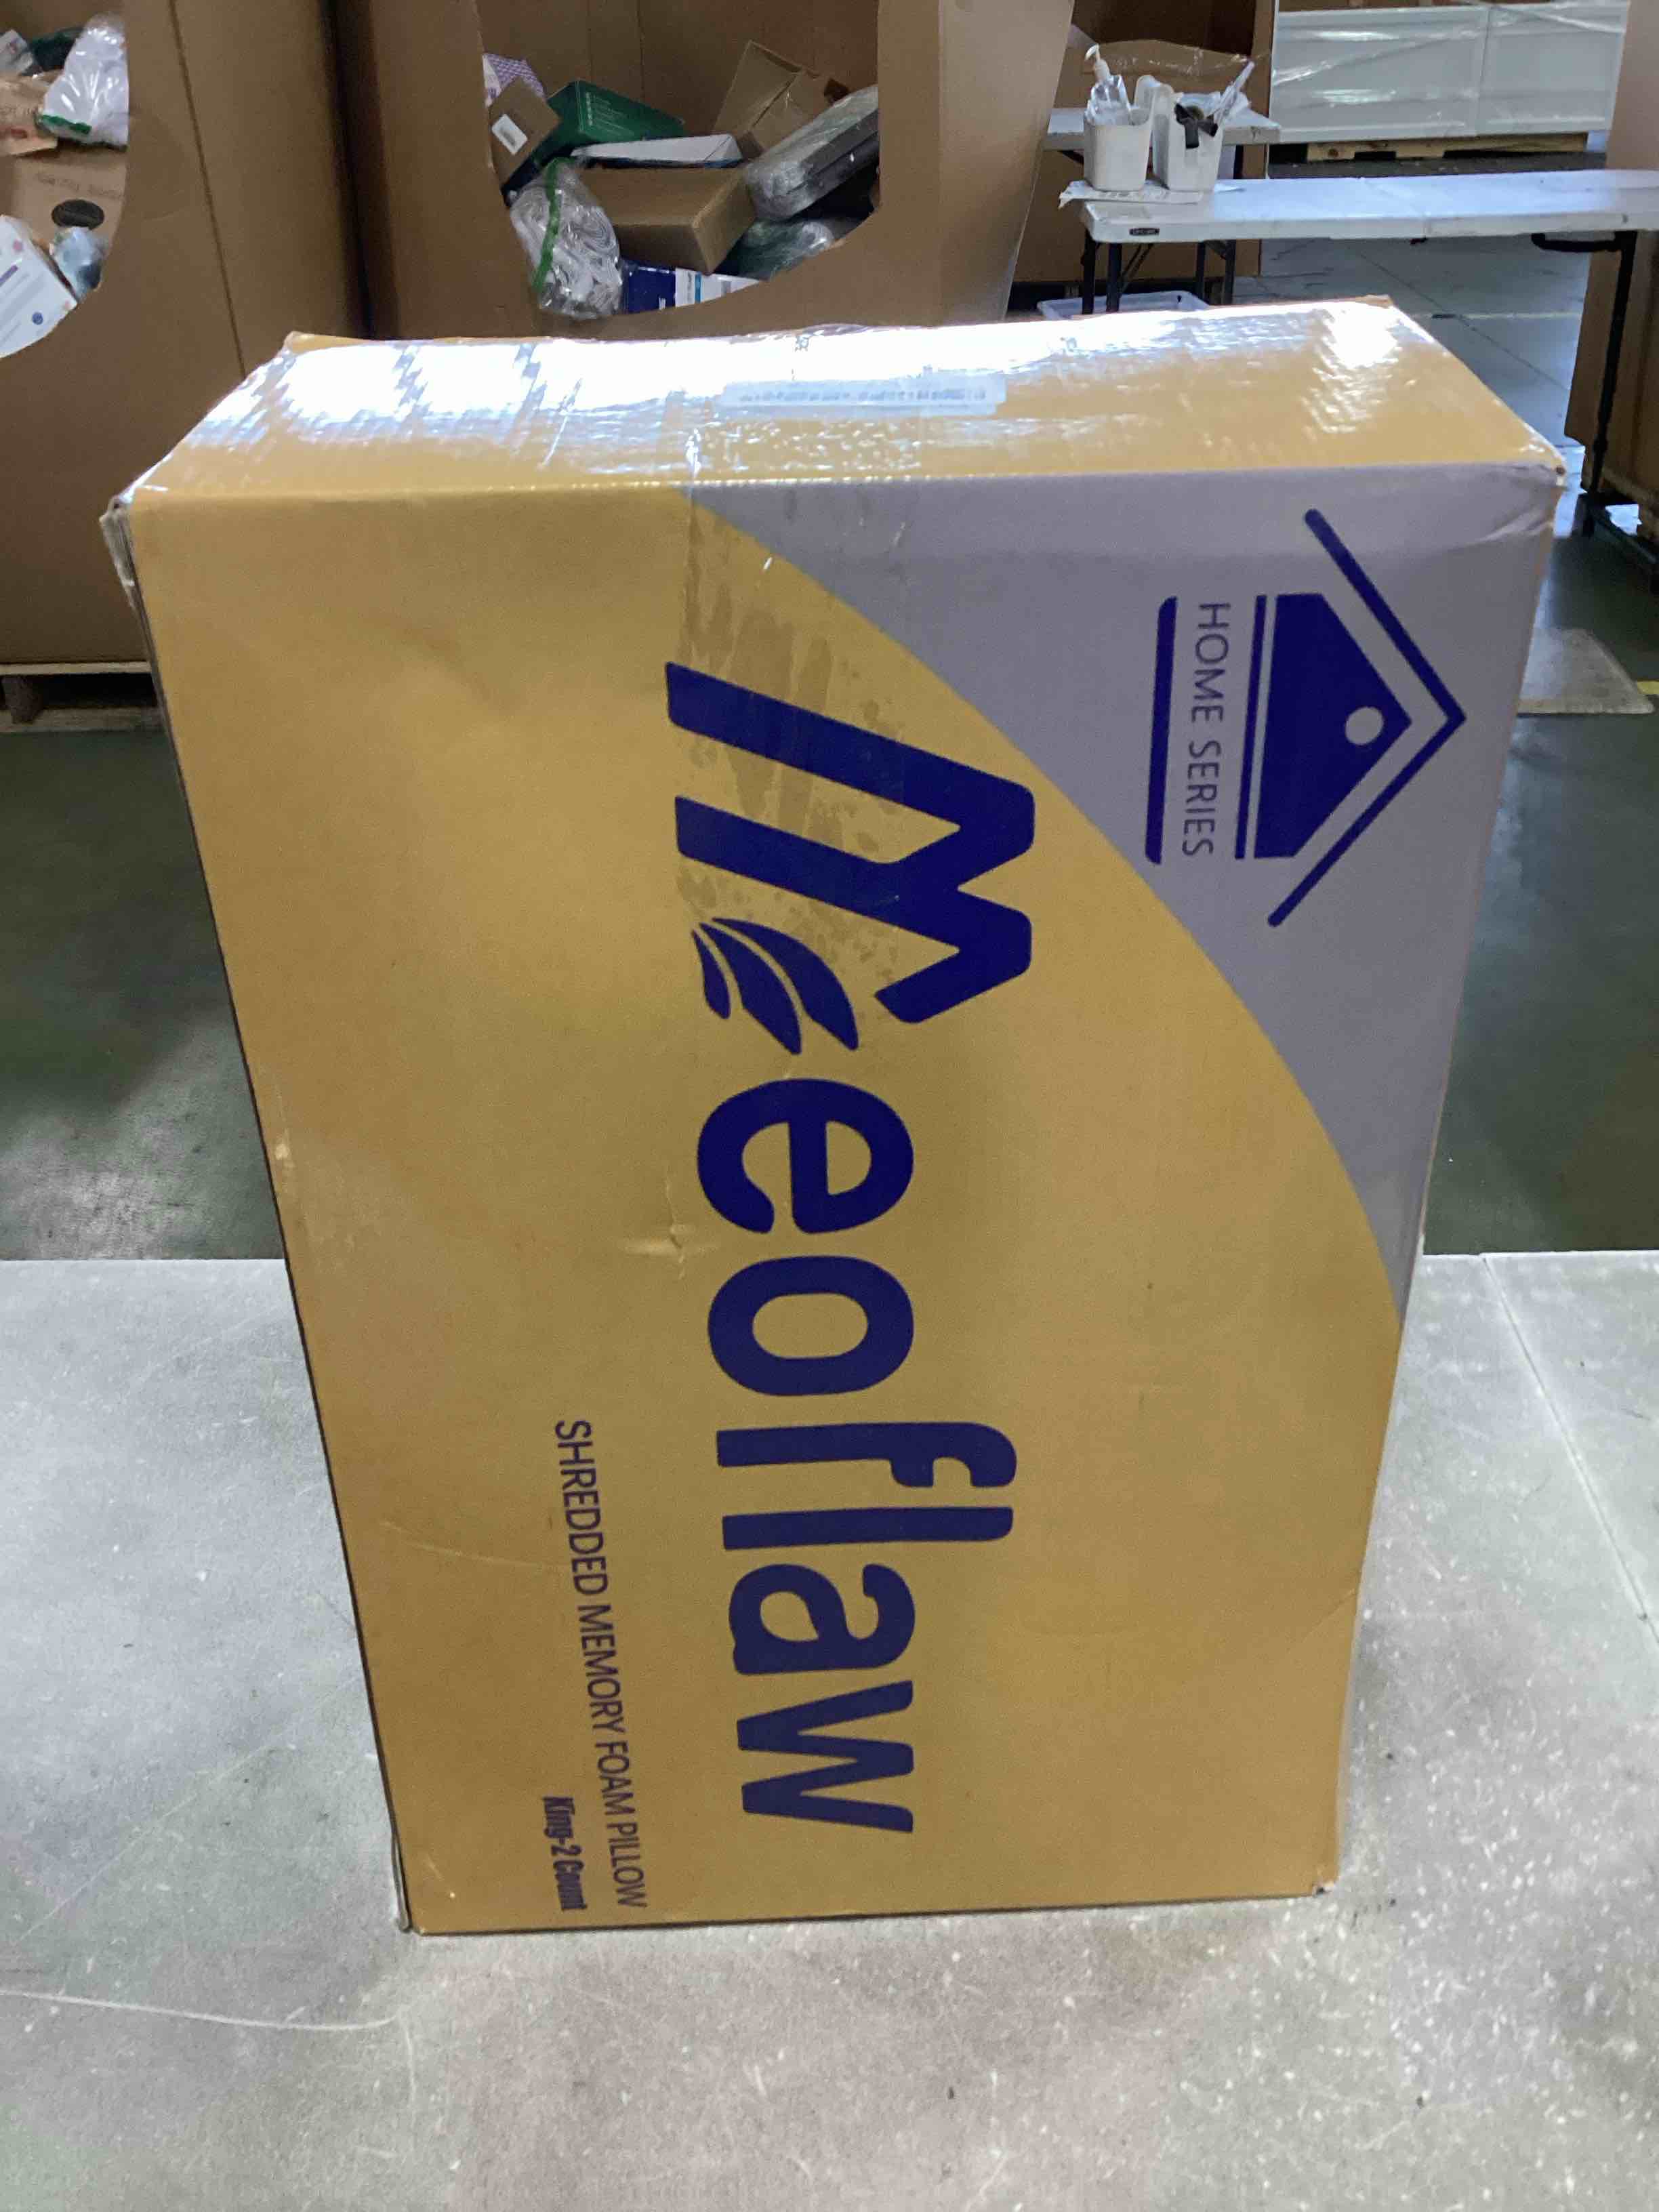 HOME SERIES
Meoflaw
SHREDDED MEMORY FOAM PILLOW
King-2 Count